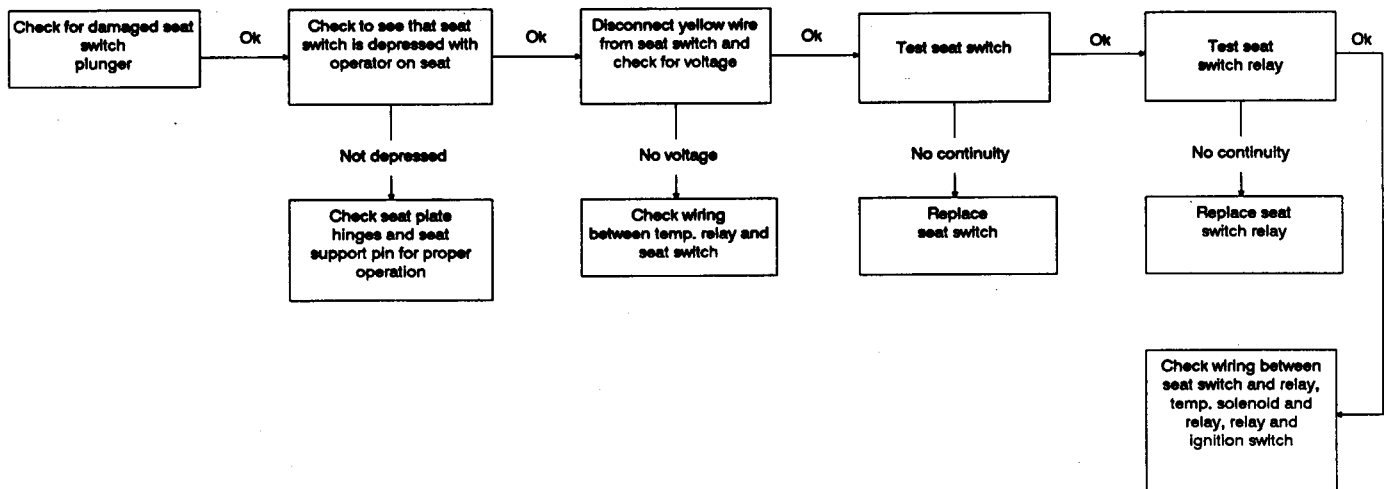 Check for damaged seat
switch
plunger
Ok
Check to see that seat
switch is depressed with
operator on seat
Ok
Disconnect yellow wire
from seat switch and
check for voltage
Ok
Test seat switch
Ok
Test seat
switch relay
Ok
Not depressed
No voltage
No continuity
No continuity
Check seat plate
hinges and seat
support pin for proper
operation
Check wiring
between temp. relay and
seat switch
Replace
seat switch
Replace seat
switch relay
Check wiring between
seat switch and relay,
temp. solenoid and
relay, relay and
ignition switch